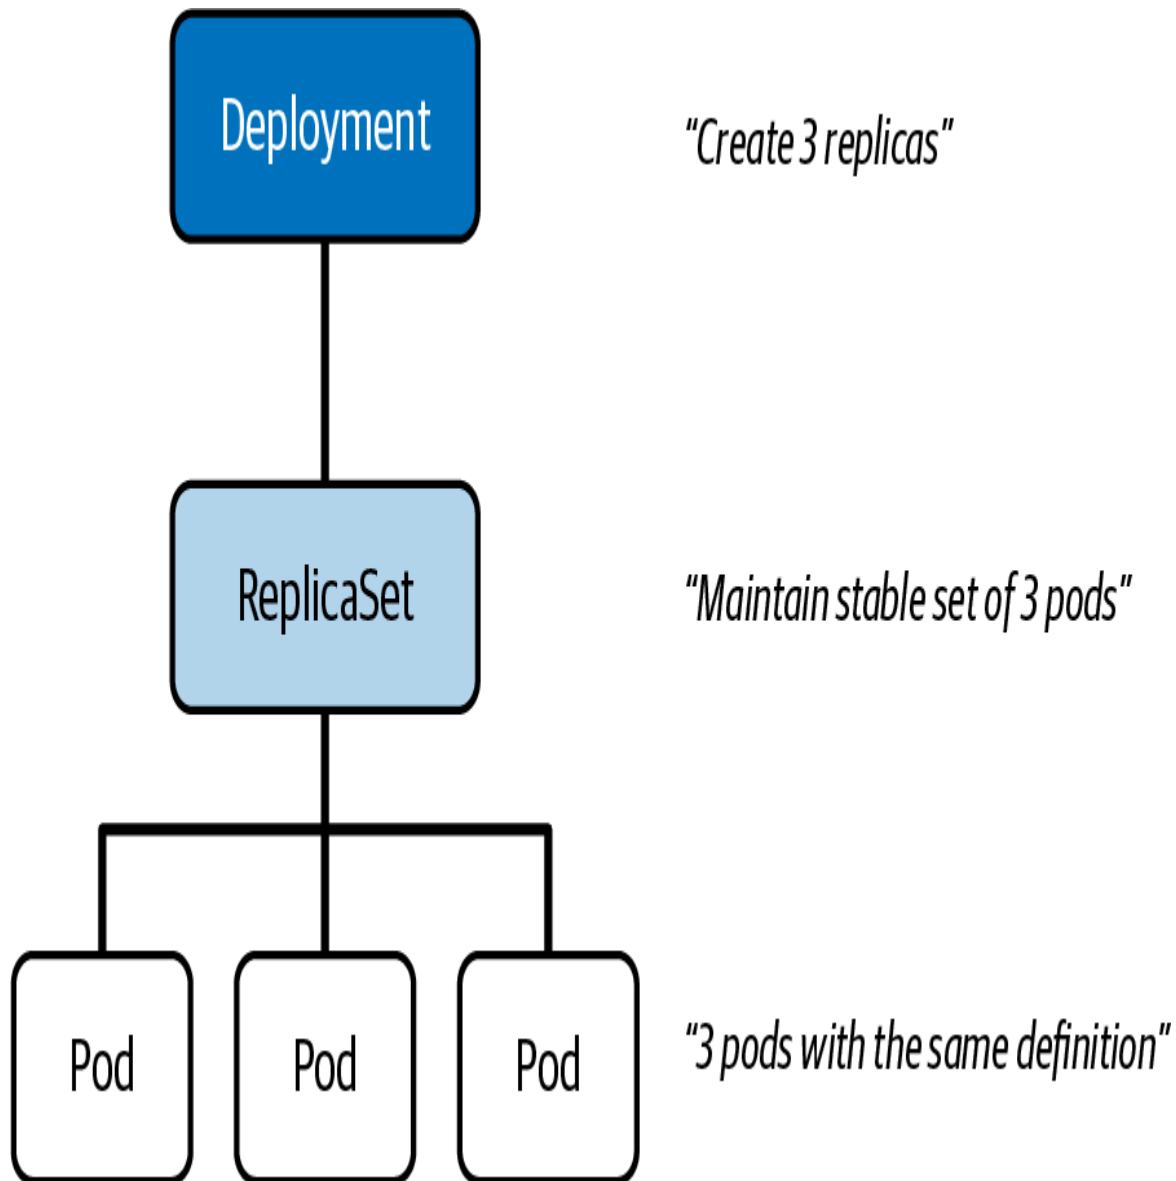 Deployment
“Create 3 replicas”
ReplicaSet
“Maintain stable set of 3 pods”
Pod Pod Pod
“3 pods with the same definition”